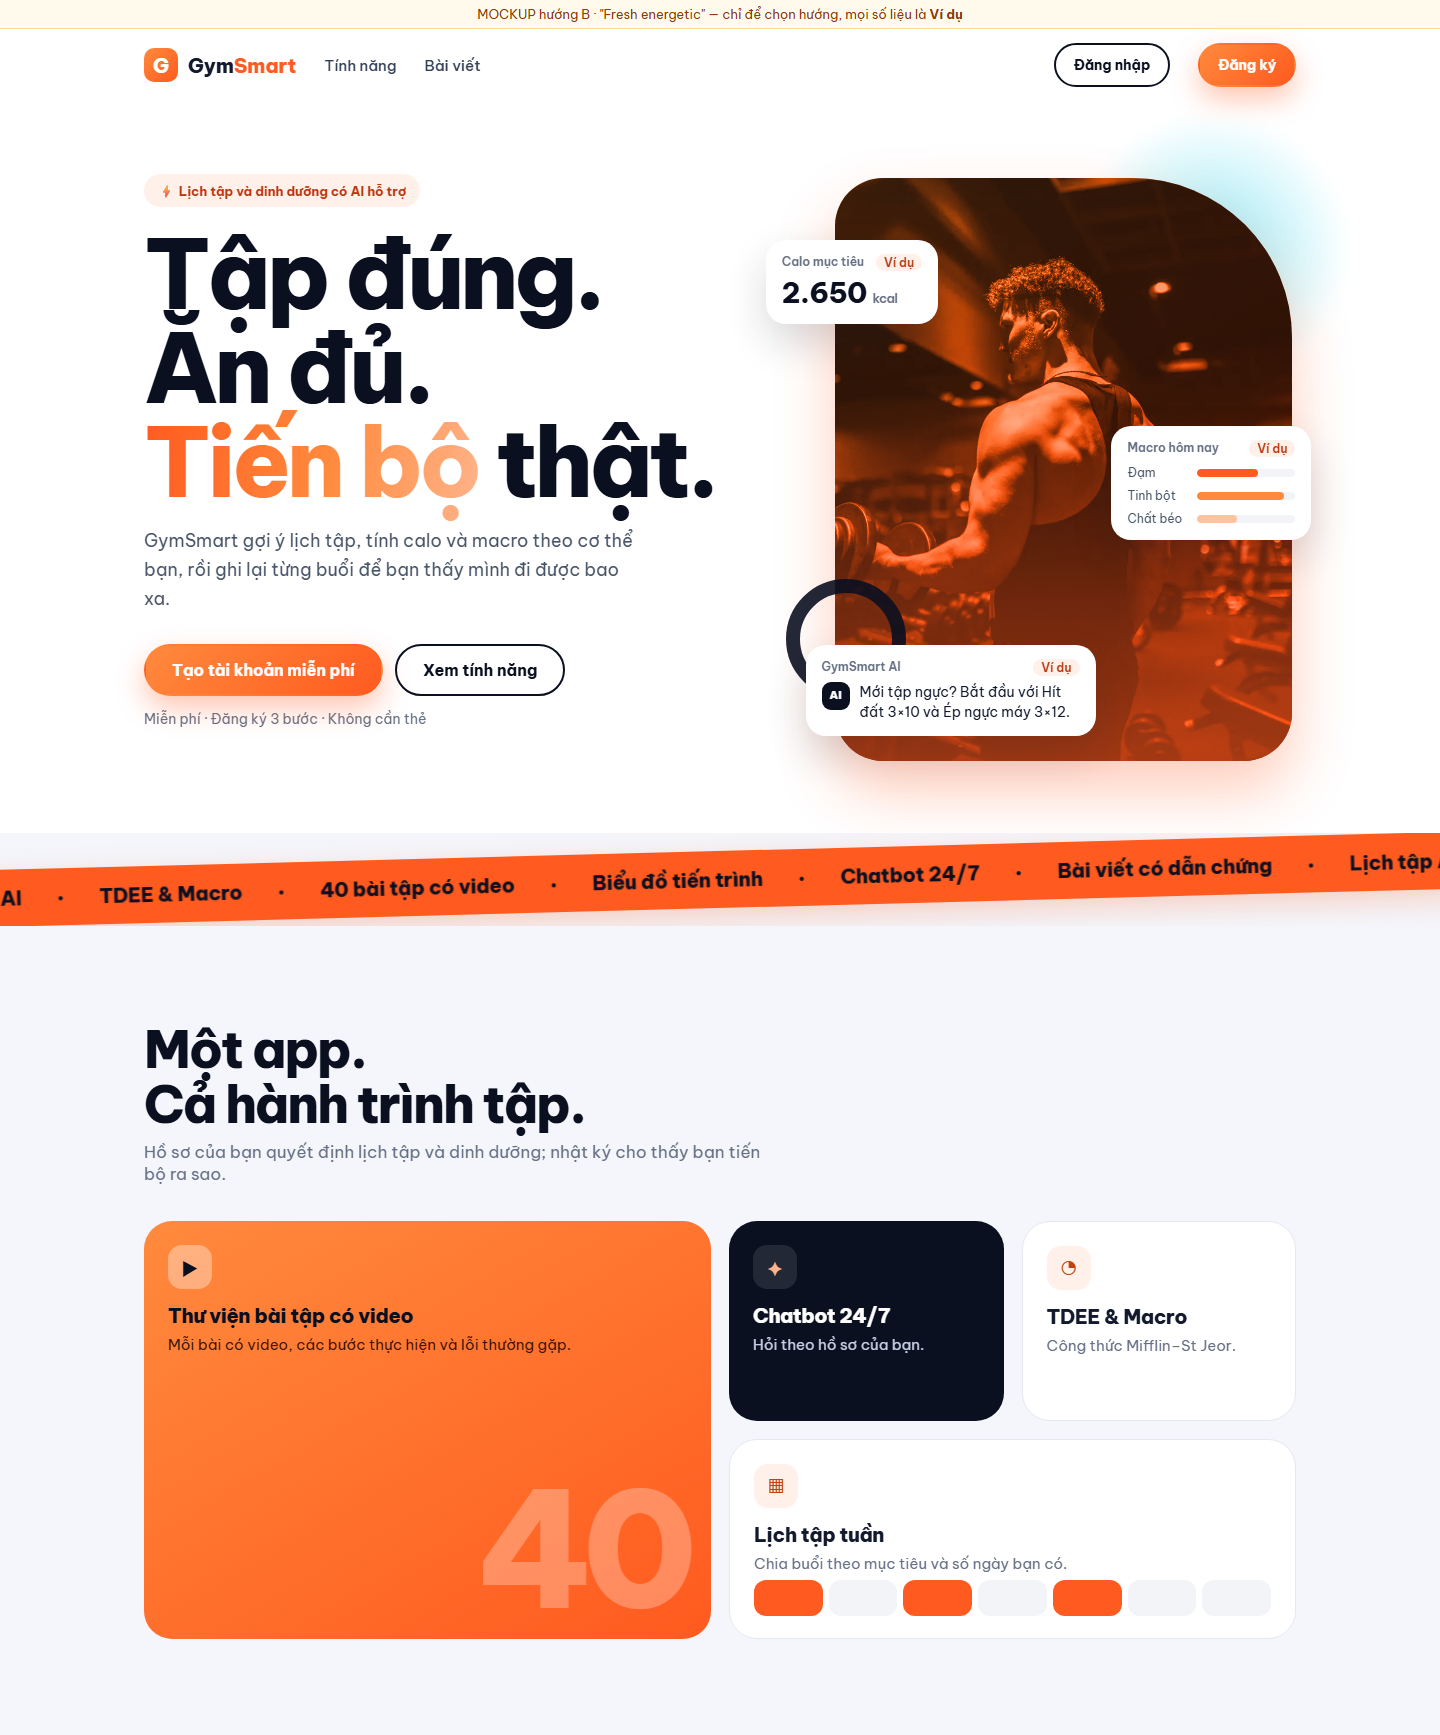 MOCKUP hướng B · "Fresh energetic" — chỉ để chọn hướng, mọi số liệu là Ví dụ
G GymSmart Tính năng Bài viết Đăng nhập Đăng ký
Lịch tập và dinh dưỡng có AI hỗ trợ
Tập đúng.
Ăn đủ.
Tiến bộ thật.
GymSmart gợi ý lịch tập, tính calo và macro theo cơ thể
bạn, rồi ghi lại từng buổi để bạn thấy mình đi được bao
xa.
Tạo tài khoản miễn phí Xem tính năng
Miễn phí · Đăng ký 3 bước · Không cần thẻ
Calo mục tiêu Ví dụ
2.650 kcal
Macro hôm nay Ví dụ
Đạm
Tinh bột
Chất béo
GymSmart AI Ví dụ
AI
Mới tập ngực? Bắt đầu với Hít
đất 3×10 và Ép ngực máy 3×12.
AI • TDEE & Macro • 40 bài tập có video • Biểu đồ tiến trình • Chatbot 24/7 • Bài viết có dẫn chứng • Lịch tập
Một app.
Cả hành trình tập.
Hồ sơ của bạn quyết định lịch tập và dinh dưỡng; nhật ký cho thấy bạn tiến
bộ ra sao.
Thư viện bài tập có video
Mỗi bài có video, các bước thực hiện và lỗi thường gặp.
40
Chatbot 24/7
Hỏi theo hồ sơ của bạn.
TDEE & Macro
Công thức Mifflin–St Jeor.
Lịch tập tuần
Chia buổi theo mục tiêu và số ngày bạn có.